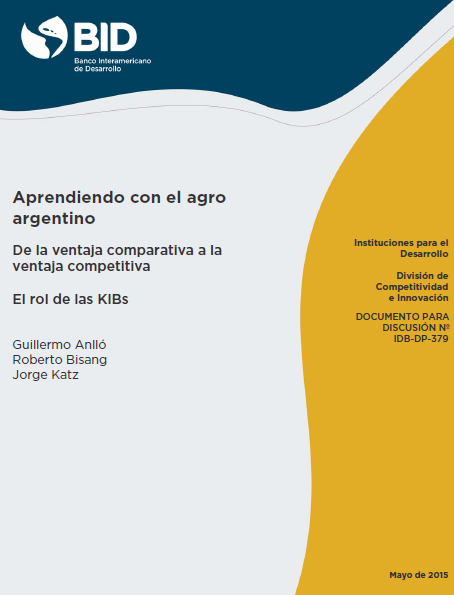 BID
Banco Interamericano
de Desarrollo
Aprendiendo con el agro
argentino
De la ventaja comparativa a la
ventaja competitiva
El rol de las KIBs
Guillermo Anlló
Roberto Bisang
Jorge Katz
Instituciones para el
Desarrollo
División de
Competitividad
e Innovación
DOCUMENTO PARA
DISCUSIÓN Nº
IDB-DP-379
Mayo de 2015